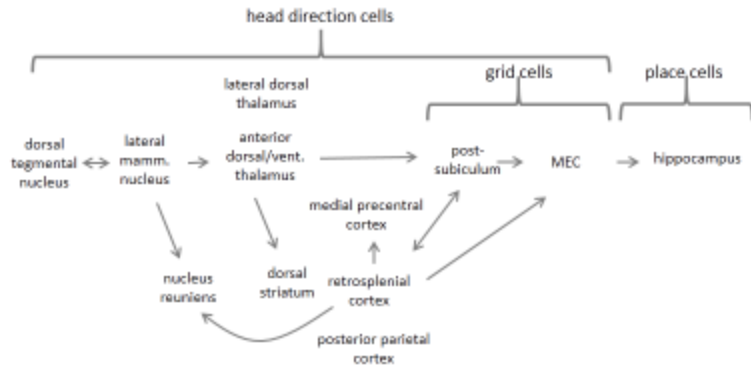 head direction cells
grid cells
place cells
lateral dorsal
thalamus
dorsal
tegmental
nucleus
lateral
mamm.
nucleus
anterior
dorsal/vent.
thalamus
post-
subiculum
MEC
hippocampus
medial precentral
cortex
nucleus
reuniens
dorsal
striatum
retrosplenial
cortex
posterior parietal
cortex